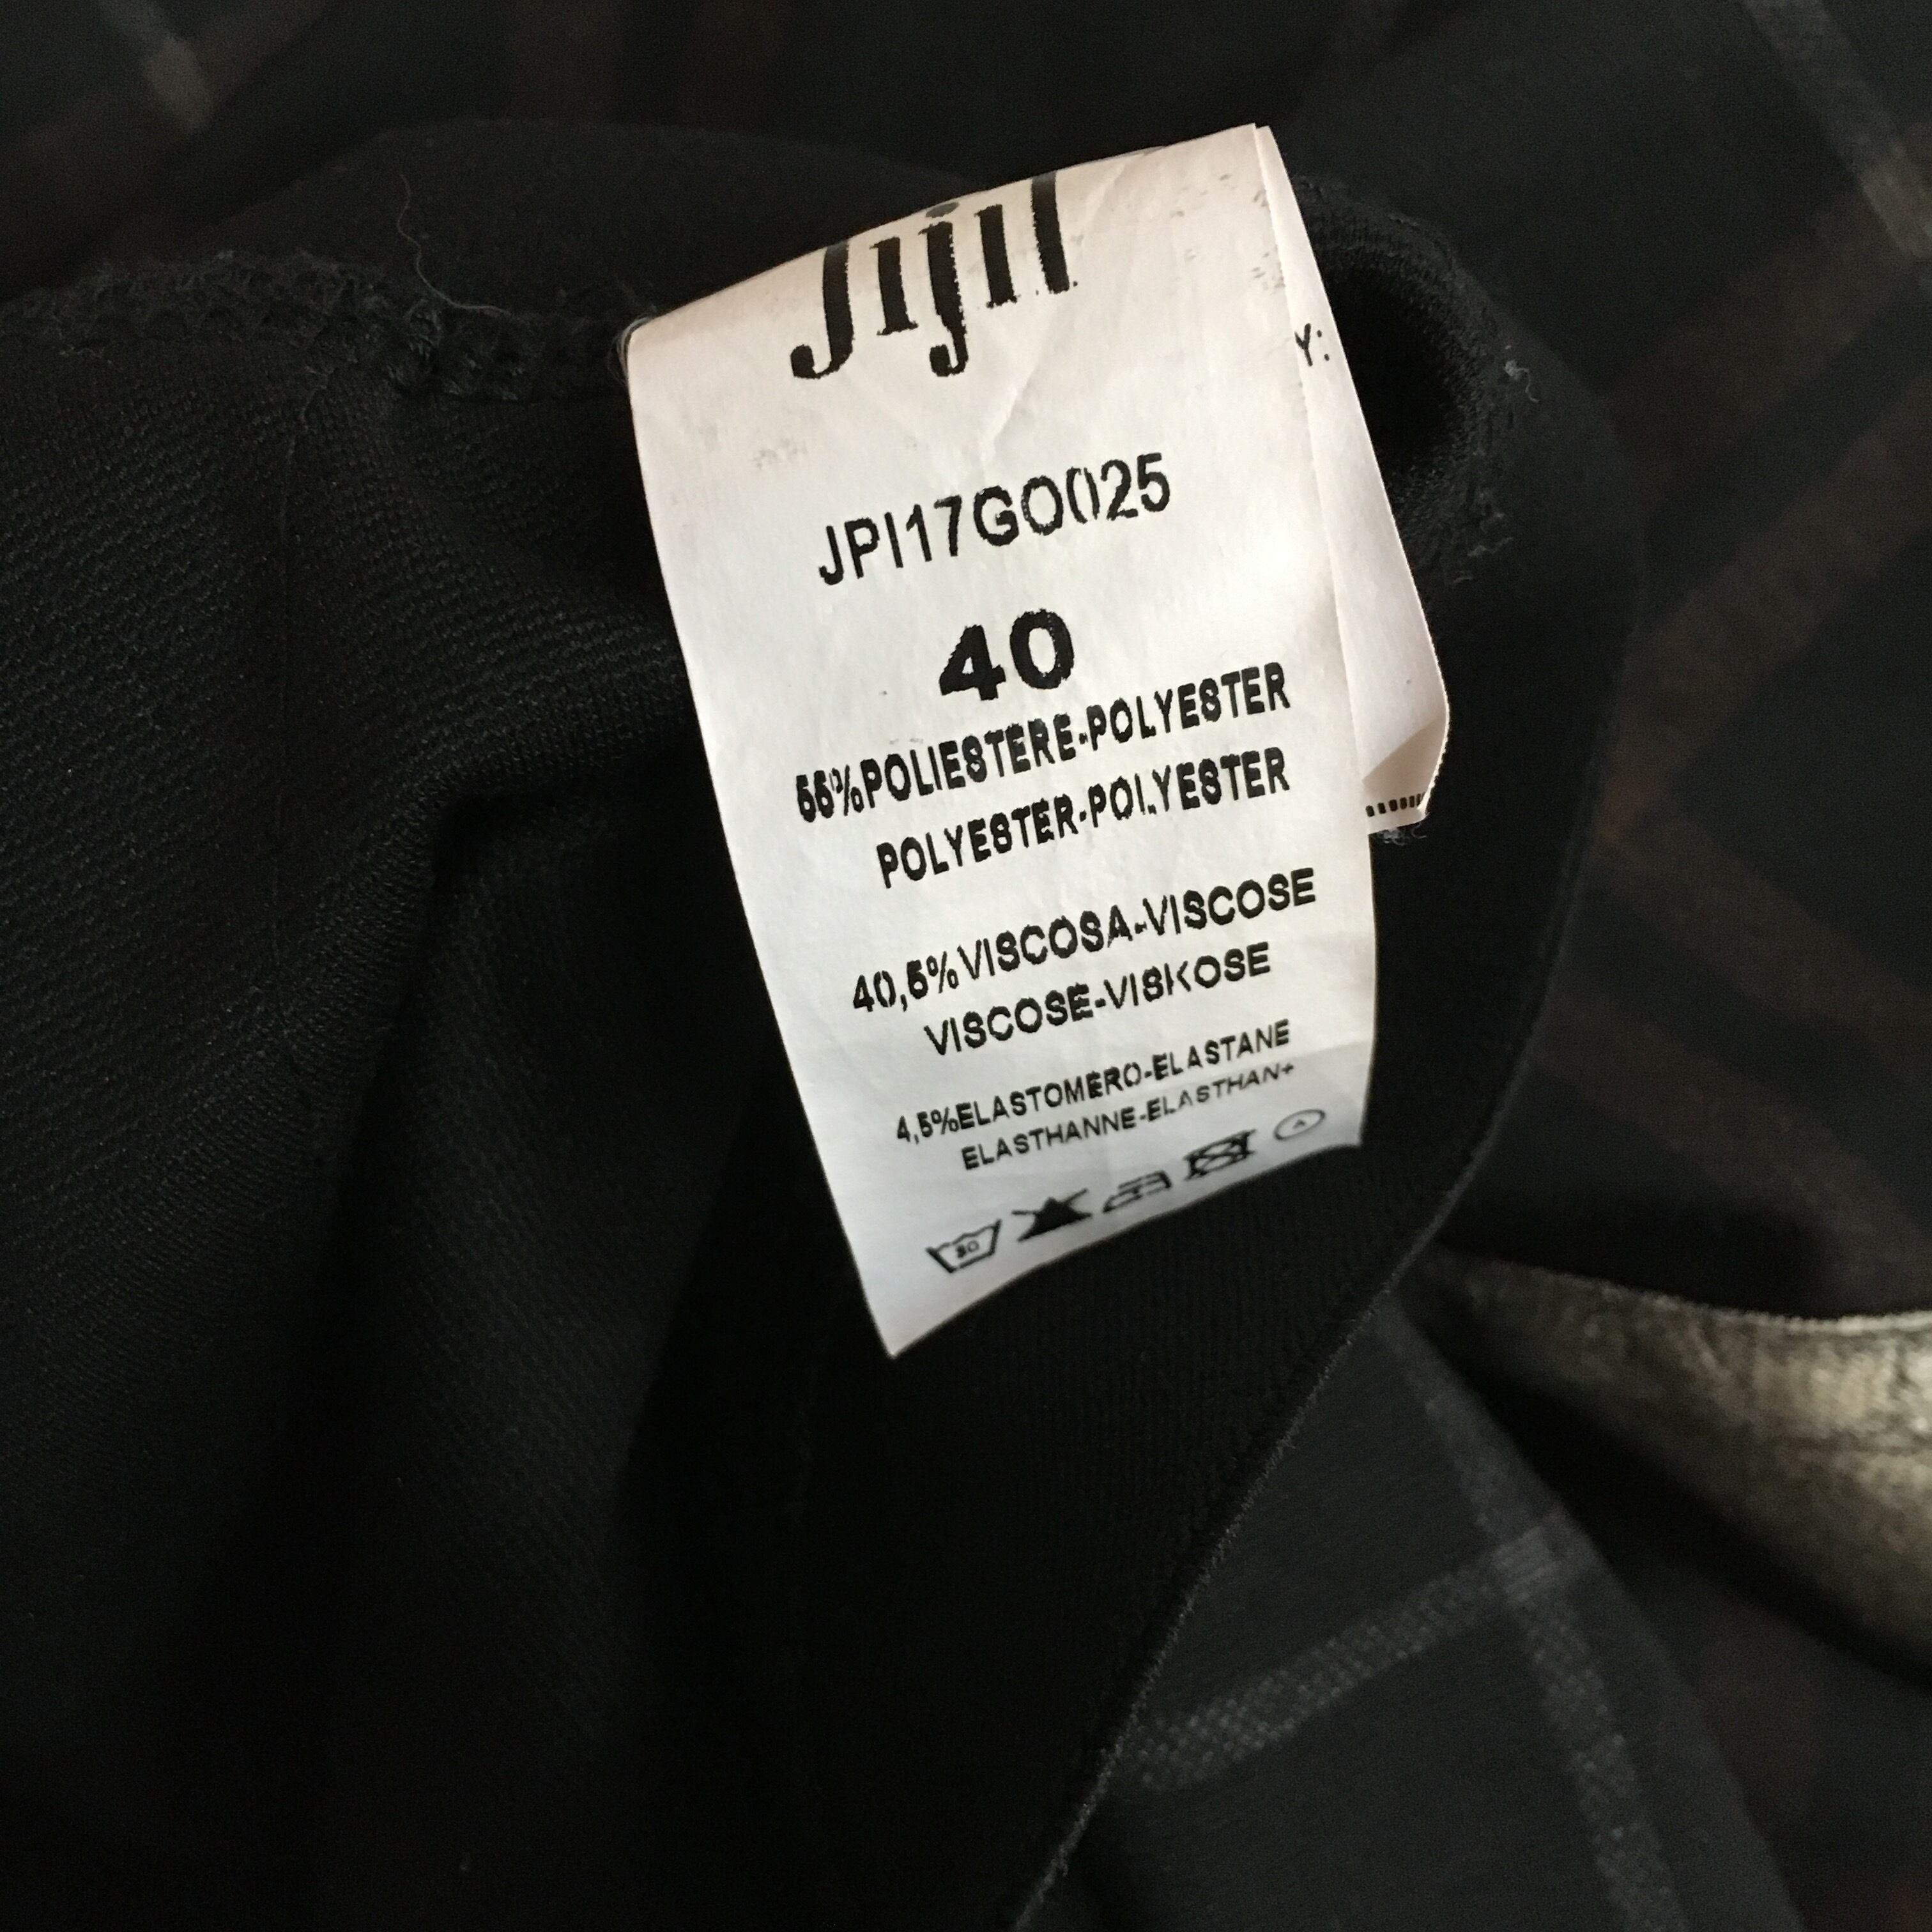 Jijil
JPI17GO025
40
55%POLIESTERE-POLYESTER
POLYESTER-POLYESTER
40,5%VISCOSA-VISCOSE
VISCOSE-VISKOSE
4,5%ELASTOMERO-ELASTANE
ELASTHANNE-ELASTHAN+
30
A
Y: